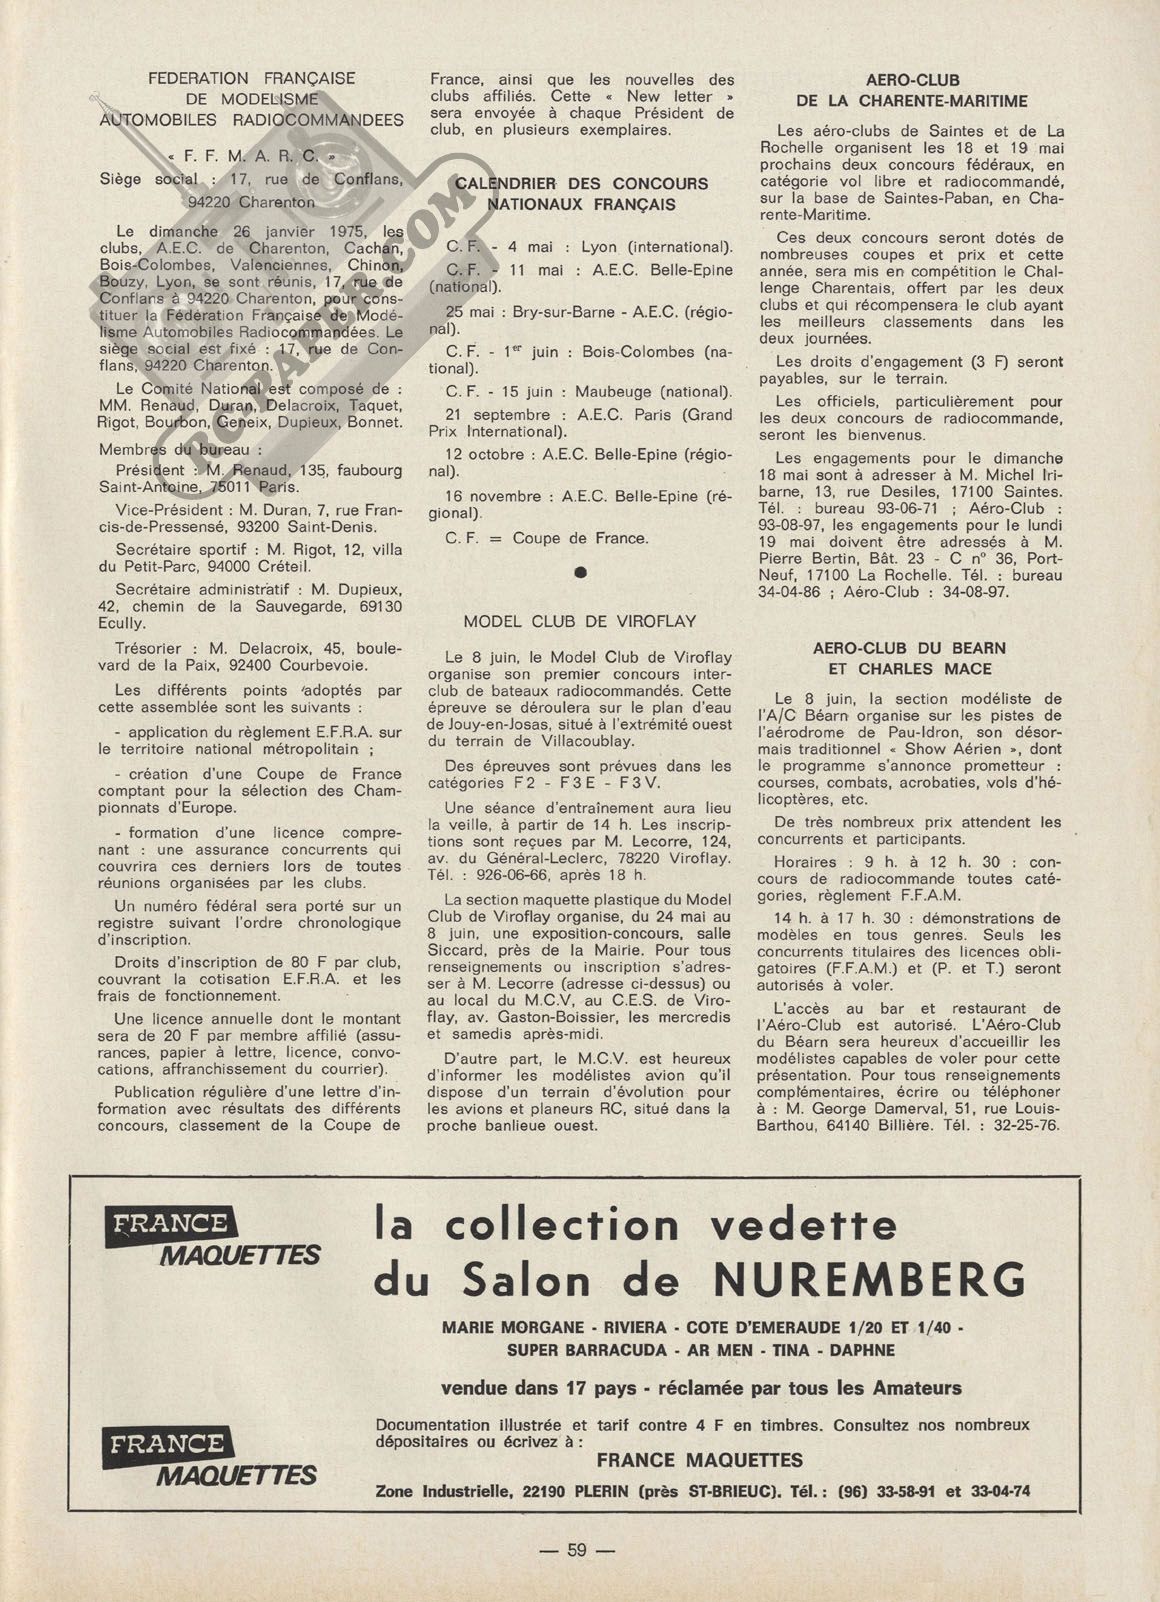 FEDERATION FRANÇAISE
DE MODELISME
AUTOMOBILES RADIOCOMMANDEES
« F. F. M. A. R. C. »
Siège social : 17, rue de Conflans,
94220 Charenton
Le dimanche 26 janvier 1975, les
clubs, A.E.C. de Charenton, Cachan,
Bois-Colombes, Valenciennes, Chinon,
Bouzy, Lyon, se sont réunis, 17, rue de
Conflans à 94220 Charenton, pour cons-
tituer la Fédération Française de Modé-
lisme Automobiles Radiocommandées. Le
siège social est fixé : 17, rue de Con-
flans, 94220 Charenton.
Le Comité National est composé de :
MM. Renaud, Duran, Delacroix, Taquet,
Rigot, Bourbon, Geneix, Dupieux, Bonnet.
Membres du bureau :
Président : M. Renaud, 135, faubourg
Saint-Antoine, 75011 Paris.
Vice-Président : M. Duran, 7, rue Fran-
cis-de-Pressensé, 93200 Saint-Denis.
Secrétaire sportif : M. Rigot, 12, villa
du Petit-Parc, 94000 Créteil.
Secrétaire administratif : M. Dupieux,
42, chemin de la Sauvegarde, 69130
Ecully.
Trésorier : M. Delacroix, 45, boule-
vard de la Paix, 92400 Courbevoie.
Les différents points adoptés par
cette assemblée sont les suivants :
- application du règlement E.F.R.A. sur
le territoire national métropolitain ;
- création d'une Coupe de France
comptant pour la sélection des Cham-
pionnats d'Europe.
- formation d'une licence compre-
nant : une assurance concurrents qui
couvrira ces derniers lors de toutes
réunions organisées par les clubs.
Un numéro fédéral sera porté sur un
registre suivant l'ordre chronologique
d'inscription.
Droits d'inscription de 80 F par club,
couvrant la cotisation E.F.R.A. et les
frais de fonctionnement.
Une licence annuelle dont le montant
sera de 20 F par membre affilié (assu-
rances, papier à lettre, licence, convo-
cations, affranchissement du courrier).
Publication régulière d'une lettre d'in-
formation avec résultats des différents
concours, classement de la Coupe de
France, ainsi que les nouvelles des
clubs affiliés. Cette « New letter »
sera envoyée à chaque Président de
club, en plusieurs exemplaires.
CALENDRIER DES CONCOURS
NATIONAUX FRANÇAIS
C. F. - 4 mai : Lyon (international).
C. F. - 11 mai : A.E.C. Belle-Epine
(national).
25 mai : Bry-sur-Barne - A.E.C. (régio-
nal).
C. F. - 1er juin : Bois-Colombes (na-
tional).
C. F. - 15 juin : Maubeuge (national).
21 septembre : A.E.C. Paris (Grand
Prix International).
12 octobre : A.E.C. Belle-Epine (régio-
nal).
16 novembre : A.E.C. Belle-Epine (ré-
gional).
C. F. = Coupe de France.
MODEL CLUB DE VIROFLAY
Le 8 juin, le Model Club de Viroflay
organise son premier concours inter-
club de bateaux radiocommandés. Cette
épreuve se déroulera sur le plan d'eau
de Jouy-en-Josas, situé à l'extrémité ouest
du terrain de Villacoublay.
Des épreuves sont prévues dans les
catégories F2 - F3E - F3V.
Une séance d'entraînement aura lieu
la veille, à partir de 14 h. Les inscrip-
tions sont reçues par M. Lecorre, 124,
av. du Général-Leclerc, 78220 Viroflay.
Tél. : 926-06-66, après 18 h.
La section maquette plastique du Model
Club de Viroflay organise, du 24 mai au
8 juin, une exposition-concours, salle
Siccard, près de la Mairie. Pour tous
renseignements ou inscription s'adres-
ser à M. Lecorre (adresse ci-dessus) ou
au local du M.C.V, au C.E.S. de Viro-
flay, av. Gaston-Boissier, les mercredis
et samedis après-midi.
D'autre part, le M.C.V. est heureux
d'informer les modélistes avion qu'il
dispose d'un terrain d'évolution pour
les avions et planeurs RC, situé dans la
proche banlieue ouest.
AERO-CLUB
DE LA CHARENTE-MARITIME
Les aéro-clubs de Saintes et de La
Rochelle organisent les 18 et 19 mai
prochains deux concours fédéraux, en
catégorie vol libre et radiocommandé,
sur la base de Saintes-Paban, en Cha-
rente-Maritime.
Ces deux concours seront dotés de
nombreuses coupes et prix et cette
année, sera mis en compétition le Chal-
lenge Charentais, offert par les deux
clubs et qui récompensera le club ayant
les meilleurs classements dans les
deux journées.
Les droits d'engagement (3 F) seront
payables, sur le terrain.
Les officiels, particulièrement pour
les deux concours de radiocommande,
seront les bienvenus.
Les engagements pour le dimanche
18 mai sont à adresser à M. Michel Iri-
barne, 13, rue Desiles, 17100 Saintes.
Tél. : bureau 93-06-71 ; Aéro-Club :
93-08-97, les engagements pour le lundi
19 mai doivent être adressés à M.
Pierre Bertin, Bât. 23 - C n° 36, Port-
Neuf, 17100 La Rochelle. Tél. : bureau
34-04-86 ; Aéro-Club : 34-08-97.
AERO-CLUB DU BEARN
ET CHARLES MACE
Le 8 juin, la section modéliste de
l'A/C Béarn organise sur les pistes de
l'aérodrome de Pau-Idron, son désor-
mais traditionnel « Show Aérien », dont
le programme s'annonce prometteur :
courses, combats, acrobaties, vols d'hé-
licoptères, etc.
De très nombreux prix attendent les
concurrents et participants.
Horaires : 9 h. à 12 h. 30 : con-
cours de radiocommande toutes caté-
gories, règlement F.F.A.M.
14 h. à 17 h. 30 : démonstrations de
modèles en tous genres. Seuls les
concurrents titulaires des licences obli-
gatoires (F.F.A.M.) et (P. et T.) seront
autorisés à voler.
L'accès au bar et restaurant de
l'Aéro-Club est autorisé. L'Aéro-Club
du Béarn sera heureux d'accueillir les
modélistes capables de voler pour cette
présentation. Pour tous renseignements
complémentaires, écrire ou téléphoner
à : M. George Damerval, 51, rue Louis-
Barthou, 64140 Billière. Tél. : 32-25-76.
RC-PAPER.COM
FRANCE
MAQUETTES
la collection vedette
du Salon de NUREMBERG
MARIE MORGANE - RIVIERA - COTE D'EMERAUDE 1/20 ET 1/40 -
SUPER BARRACUDA - AR MEN - TINA - DAPHNE
vendue dans 17 pays - réclamée par tous les Amateurs
FRANCE
MAQUETTES
Documentation illustrée et tarif contre 4 F en timbres. Consultez nos nombreux
dépositaires ou écrivez à :
FRANCE MAQUETTES
Zone Industrielle, 22190 PLERIN (près ST-BRIEUC). Tél. : (96) 33-58-91 et 33-04-74
— 59 —